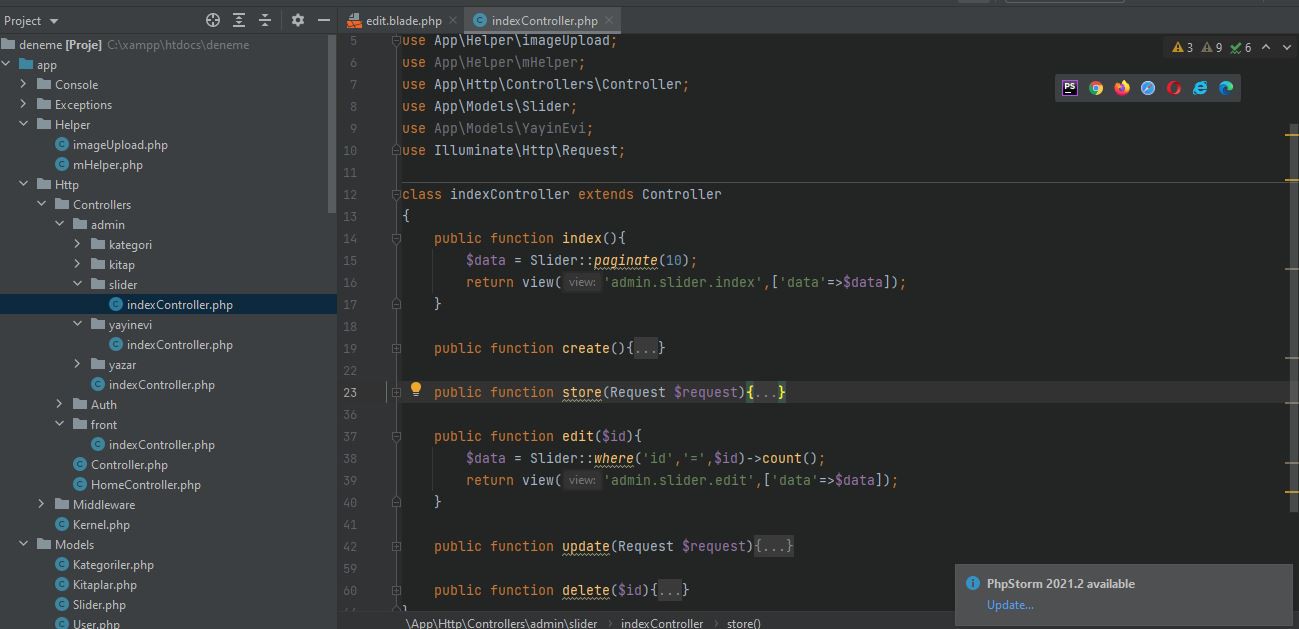 Project
edit.blade.php
indexController.php
deneme [Proje] C:\xampp\htdocs\deneme
app
Console
Exceptions
Helper
imageUpload.php
mHelper.php
Http
Controllers
admin
kategori
kitap
slider
indexController.php
yayinevi
indexController.php
yazar
indexController.php
Auth
front
indexController.php
Controller.php
HomeController.php
Middleware
Kernel.php
Models
Kategoriler.php
Kitaplar.php
Slider.php
User.php
3 9 6
PS
5 use App\Helper\imageUpload;
6 use App\Helper\mHelper;
7 use App\Http\Controllers\Controller;
8 use App\Models\Slider;
9 use App\Models\YayinEvi;
10 use Illuminate\Http\Request;
11
12 class indexController extends Controller
13 {
14 public function index(){
15 $data = Slider::paginate(10);
16 return view( view: 'admin.slider.index',['data'=>$data]);
17 }
18
19 public function create(){...}
22
23 public function store(Request $request){...}
36
37 public function edit($id){
38 $data = Slider::where('id','=',$id)->count();
39 return view( view: 'admin.slider.edit',['data'=>$data]);
40 }
41
42 public function update(Request $request){...}
59
60 public function delete($id){...}
}
\App\Http\Controllers\admin\slider › indexController › store()
PhpStorm 2021.2 available
Update...